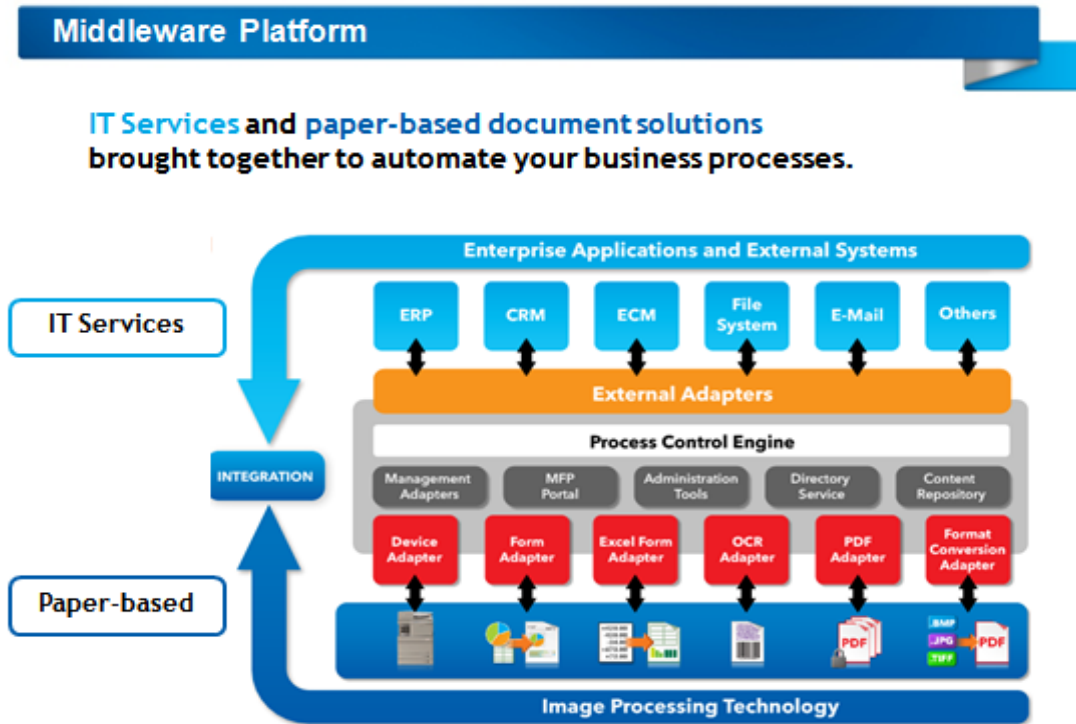 Middleware Platform
IT Services and paper-based document solutions
brought together to automate your business processes.
Enterprise Applications and External Systems
IT Services
ERP
CRM
ECM
File
System
E-Mail
Others
External Adapters
Process Control Engine
INTEGRATION
Management
Adapters
MFP
Portal
Administration
Tools
Directory
Service
Content
Repository
Device
Adapter
Form
Adapter
Excel Form
Adapter
OCR
Adapter
PDF
Adapter
Format
Conversion
Adapter
Paper-based
PDF
.BMP
.JPG
.TIFF
PDF
Image Processing Technology